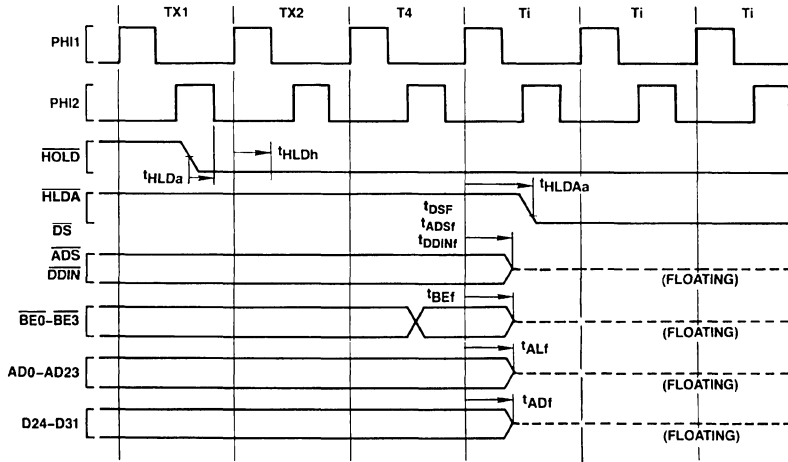 TX1 TX2 T4 Ti Ti Ti
PHI1
PHI2
HOLD
tHLDa
tHLDh
HLDA
tHLDAa
DS
tDSF
tADSf
tDDINf
ADS
DDIN
(FLOATING)
BE0–BE3
tBEf
(FLOATING)
AD0–AD23
tALf
(FLOATING)
D24–D31
tADf
(FLOATING)